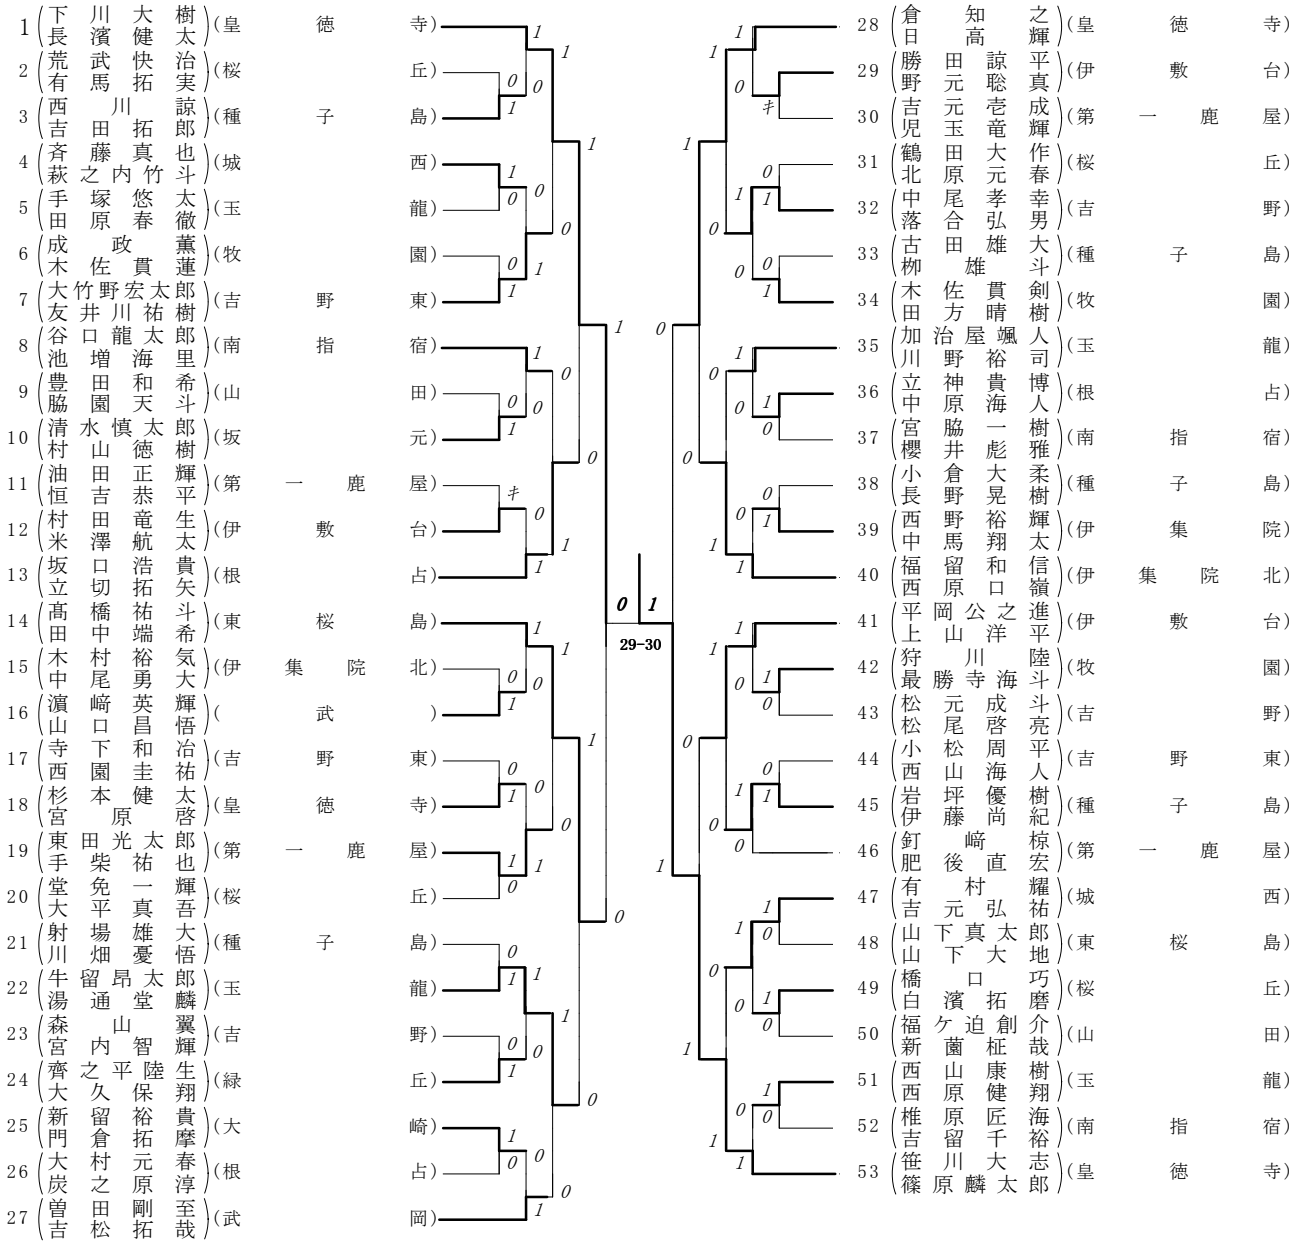 1 (下川大樹 長濱健太) (皇徳寺)
2 (荒武快治 有馬拓実) (桜丘)
3 (西川諒 吉田拓郎) (種子島)
4 (斉藤真也 萩之内竹斗) (城西)
5 (手塚悠太 田原春徹) (玉龍)
6 (成政薫 木佐貫蓮) (牧園)
7 (大竹野宏太郎 友井川祐樹) (吉野東)
8 (谷口龍太郎 池増海里) (南指宿)
9 (豊田和希 脇園天斗) (山田)
10 (清水慎太郎 村山徳樹) (坂元)
11 (油田正輝 恒吉恭平) (第一鹿屋)
12 (村田竜生 米澤航太) (伊敷台)
13 (坂口浩貴 立切拓矢) (根占)
14 (髙橋祐斗 田中端希) (東桜島)
15 (木村裕気 中尾勇大) (伊集院北)
16 (濵﨑英輝 山口昌悟) (武)
17 (寺下和冶 西園圭祐) (吉野東)
18 (杉本健太 宮原啓) (皇徳寺)
19 (東田光太郎 手柴祐也) (第一鹿屋)
20 (堂免一輝 大平真吾) (桜丘)
21 (射場雄大 川畑憂悟) (種子島)
22 (牛留昂太郎 湯通堂麟) (玉龍)
23 (森山翼 宮内智輝) (吉野)
24 (齊之平陸生 大久保翔) (緑丘)
25 (新留裕貴 門倉拓摩) (大崎)
26 (大村元春 炭之原淳) (根占)
27 (曽田剛至 吉松拓哉) (武岡)
0 1
29-30
28 (倉知之 日高輝) (皇徳寺)
29 (勝田諒平 野元聡真) (伊敷台)
30 (吉元壱成 児玉竜輝) (第一鹿屋)
31 (鶴田大作 北原元春) (桜丘)
32 (中尾孝幸 落合弘男) (吉野)
33 (古田雄大 栁雄斗) (種子島)
34 (木佐貫剣 田方晴樹) (牧園)
35 (加治屋颯人 川野裕司) (玉龍)
36 (立神貴博 中原海人) (根占)
37 (宮脇一樹 櫻井彪雅) (南指宿)
38 (小倉大柔 長野晃樹) (種子島)
39 (西野裕輝 中馬翔太) (伊集院)
40 (福留和信 西原口嶺) (伊集院北)
41 (平岡公之進 上山洋平) (伊敷台)
42 (狩川陸 最勝寺海斗) (牧園)
43 (松元成斗 松尾啓亮) (吉野)
44 (小松周平 西山海人) (吉野東)
45 (岩坪優樹 伊藤尚紀) (種子島)
46 (釘﨑椋 肥後直宏) (第一鹿屋)
47 (有村耀 吉元弘祐) (城西)
48 (山下真太郎 山下大地) (東桜島)
49 (橋口巧 白濱拓磨) (桜丘)
50 (福ケ迫創介 新薗柾哉) (山田)
51 (西山康樹 西原健翔) (玉龍)
52 (椎原匠海 吉留千裕) (南指宿)
53 (笹川大志 篠原麟太郎) (皇徳寺)